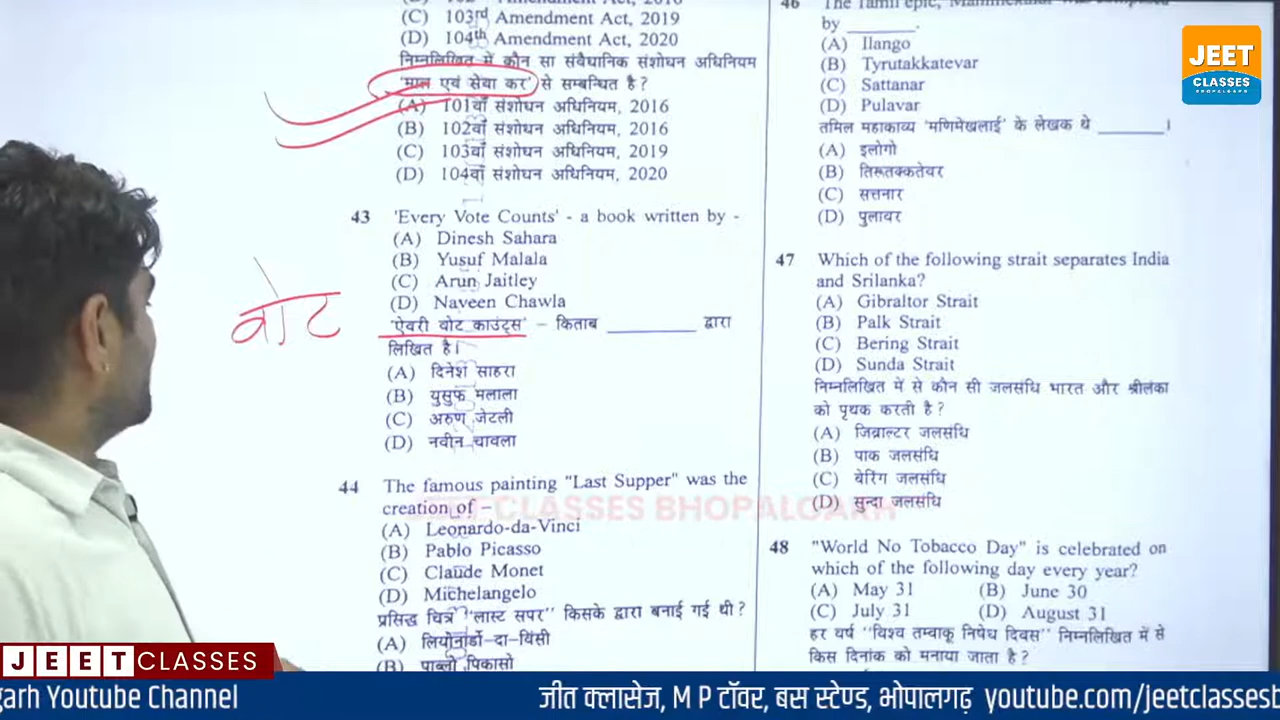 (C) 103rd Amendment Act, 2019
(D) 104th Amendment Act, 2020
निम्नलिखित में कौन सा संवैधानिक संशोधन अधिनियम
'माल एवं सेवा कर' से सम्बन्धित है?
(A) 101वाँ संशोधन अधिनियम, 2016
(B) 102वाँ संशोधन अधिनियम, 2016
(C) 103वाँ संशोधन अधिनियम, 2019
(D) 104वाँ संशोधन अधिनियम, 2020
43 'Every Vote Counts' - a book written by -
(A) Dinesh Sahara
(B) Yusuf Malala
(C) Arun Jaitley
(D) Naveen Chawla
'ऐवरी वोट काउंट्स' – किताब ________ द्वारा
लिखित है।
(A) दिनेश साहरा
(B) युसुफ मलाला
(C) अरुण जेटली
(D) नवीन चावला
वोट
44 The famous painting "Last Supper" was the
creation of –
(A) Leonardo-da-Vinci
(B) Pablo Picasso
(C) Claude Monet
(D) Michelangelo
प्रसिद्ध चित्र "लास्ट सपर" किसके द्वारा बनाई गई थी?
(A) लियोनार्डो-दा-विंसी
(B) पाब्लो पिकासो
46 The Tamil epic,
by ________.
(A) Ilango
(B) Tyrutakkatevar
(C) Sattanar
(D) Pulavar
तमिल महाकाव्य 'मणिमेखलाई' के लेखक थे ________।
(A) इलोगो
(B) तिरूतक्कतेवर
(C) सत्तनार
(D) पुलावर
47 Which of the following strait separates India
and Srilanka?
(A) Gibraltor Strait
(B) Palk Strait
(C) Bering Strait
(D) Sunda Strait
निम्नलिखित में से कौन सी जलसंधि भारत और श्रीलंका
को पृथक करती है?
(A) जिब्राल्टर जलसंधि
(B) पाक जलसंधि
(C) बेरिंग जलसंधि
(D) सुन्दा जलसंधि
48 "World No Tobacco Day" is celebrated on
which of the following day every year?
(A) May 31 (B) June 30
(C) July 31 (D) August 31
हर वर्ष "विश्व तम्बाकू निषेध दिवस" निम्नलिखित में से
किस दिनांक को मनाया जाता है?
JEET CLASSES BHOPALGARH
JEET
CLASSES
BHOPALGARH
JEET CLASSES
garh Youtube Channel जीत क्लासेज, M P टॉवर, बस स्टेण्ड, भोपालगढ़ youtube.com/jeetclassesb